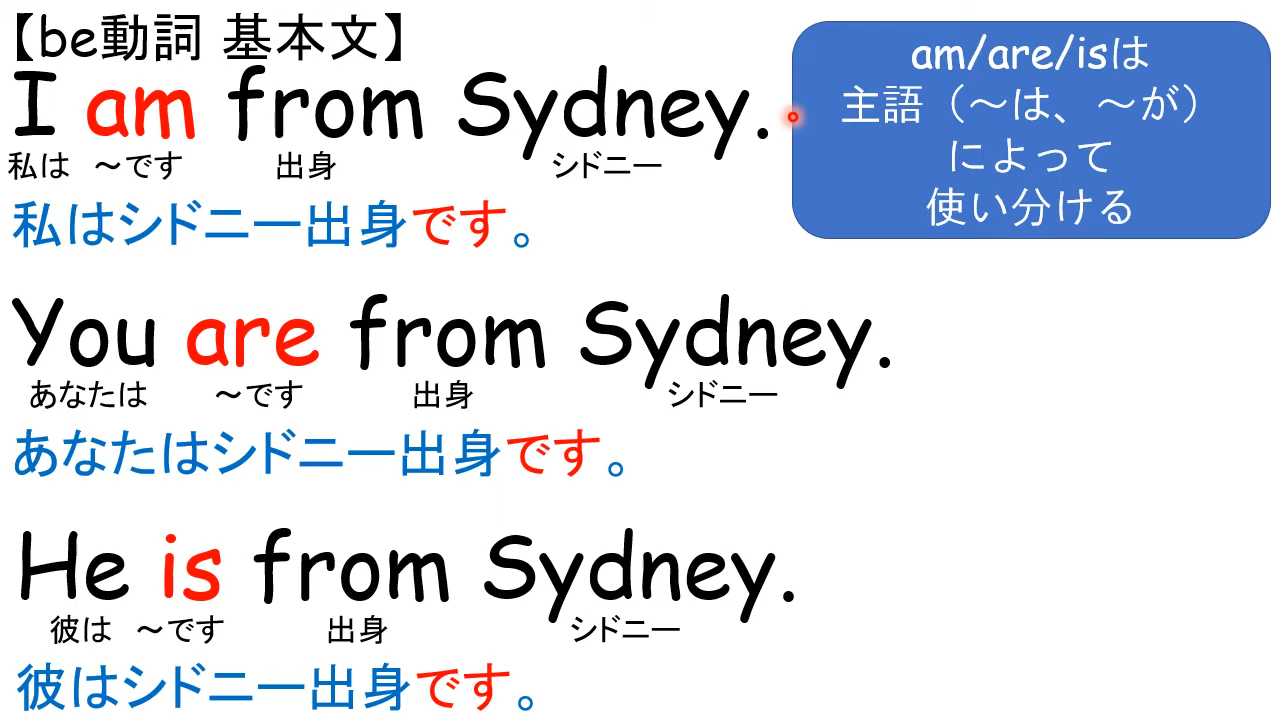 【be動詞 基本文】
I am from Sydney.
私は ～です 出身 シドニー
私はシドニー出身です。
am/are/isは
主語（～は、～が）
によって
使い分ける
You are from Sydney.
あなたは ～です 出身 シドニー
あなたはシドニー出身です。
He is from Sydney.
彼は ～です 出身 シドニー
彼はシドニー出身です。